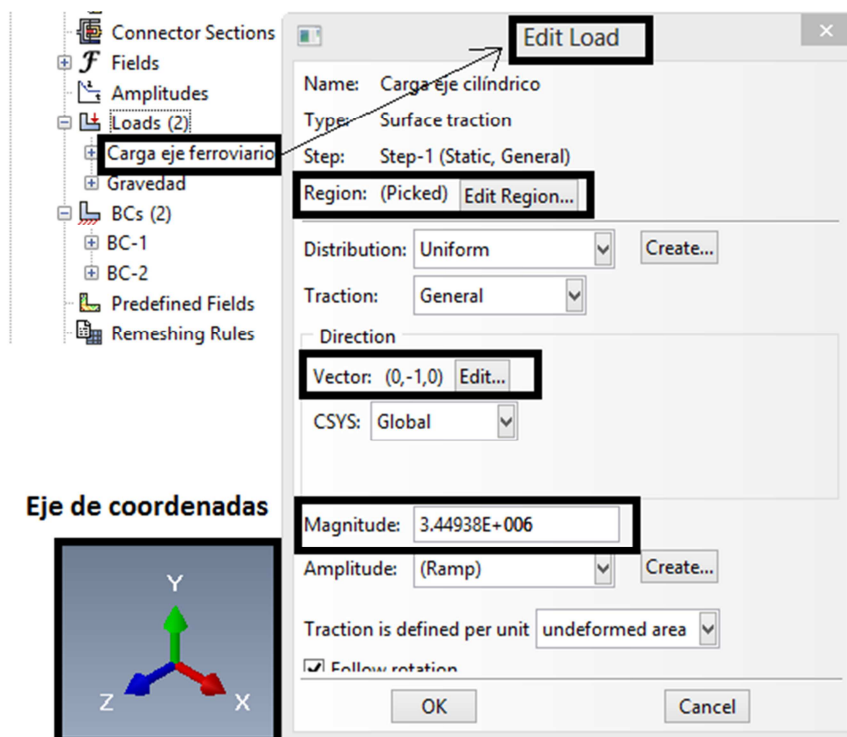 Connector Sections
F Fields
Amplitudes
Loads (2)
Carga eje ferroviario
Gravedad
BCs (2)
BC-1
BC-2
Predefined Fields
Remeshing Rules
Eje de coordenadas
Y
Z
X
Edit Load
Name: Carga eje cilíndrico
Type: Surface traction
Step: Step-1 (Static, General)
Region: (Picked) Edit Region...
Distribution: Uniform Create...
Traction: General
Direction
Vector: (0,-1,0) Edit...
CSYS: Global
Magnitude: 3.44938E+006
Amplitude: (Ramp) Create...
Traction is defined per unit undeformed area
Follow rotation
OK Cancel